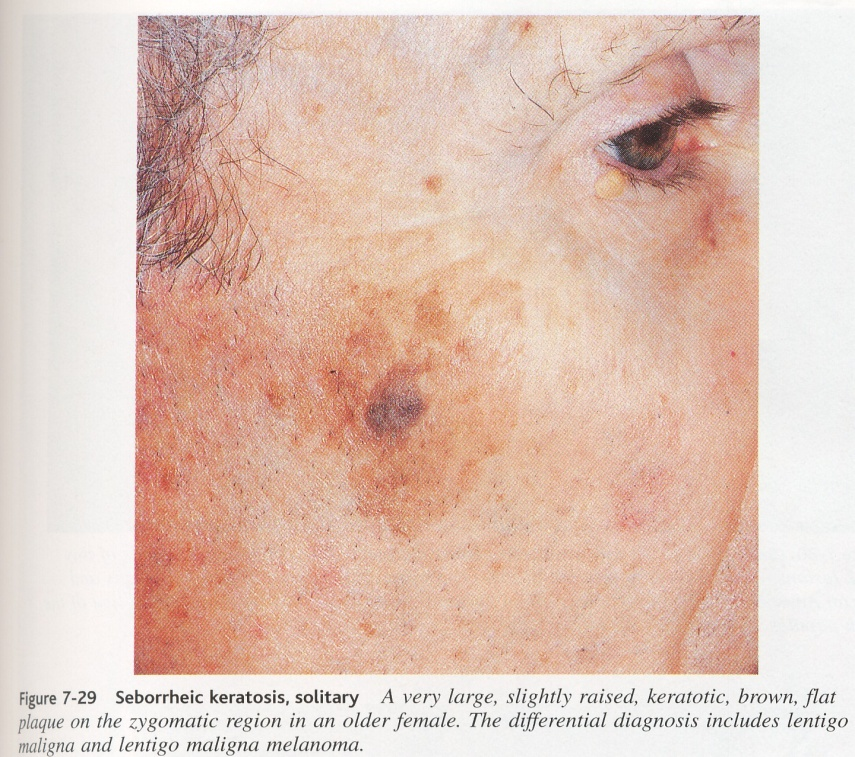 Figure 7-29 Seborrheic keratosis, solitary A very large, slightly raised, keratotic, brown, flat
plaque on the zygomatic region in an older female. The differential diagnosis includes lentigo
maligna and lentigo maligna melanoma.